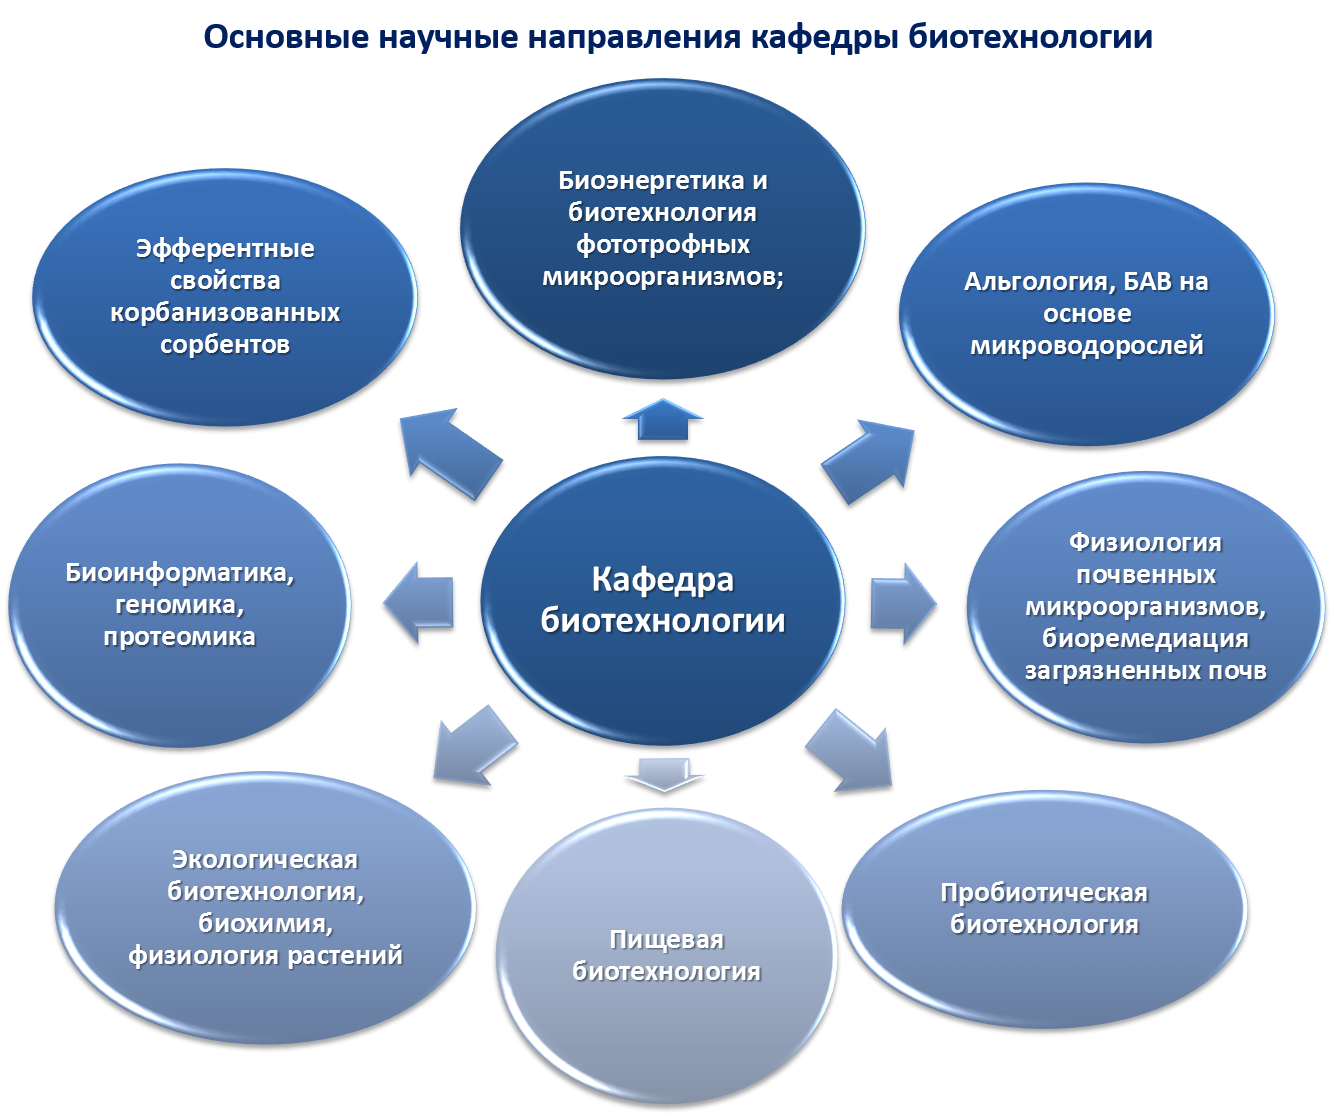 Основные научные направления кафедры биотехнологии
Биоэнергетика и
биотехнология
фототрофных
микроорганизмов;
Альгология, БАВ на
основе
микроводорослей
Физиология
почвенных
микроорганизмов,
биоремедиация
загрязненных почв
Пробиотическая
биотехнология
Пищевая
биотехнология
Экологическая
биотехнология,
биохимия,
физиология растений
Биоинформатика,
геномика,
протеомика
Эфферентные
свойства
корбанизованных
сорбентов
Кафедра
биотехнологии